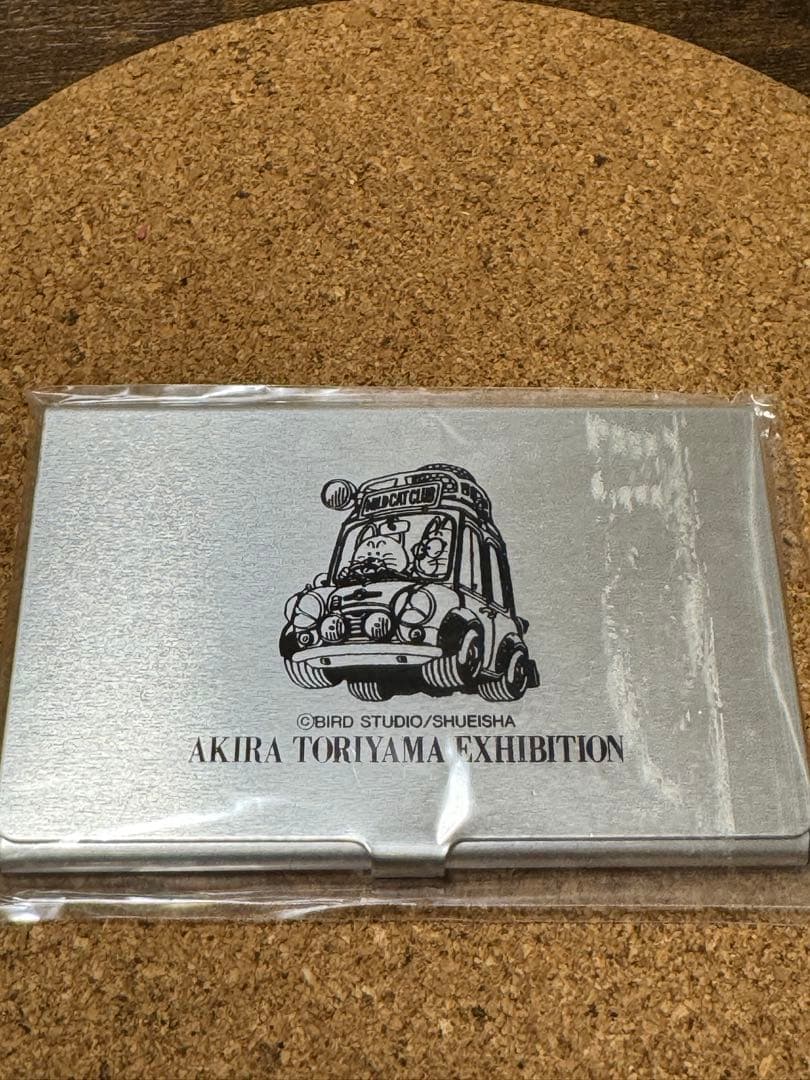 WILD CAT CLUB
©BIRD STUDIO/SHUEISHA
AKIRA TORIYAMA EXHIBITION